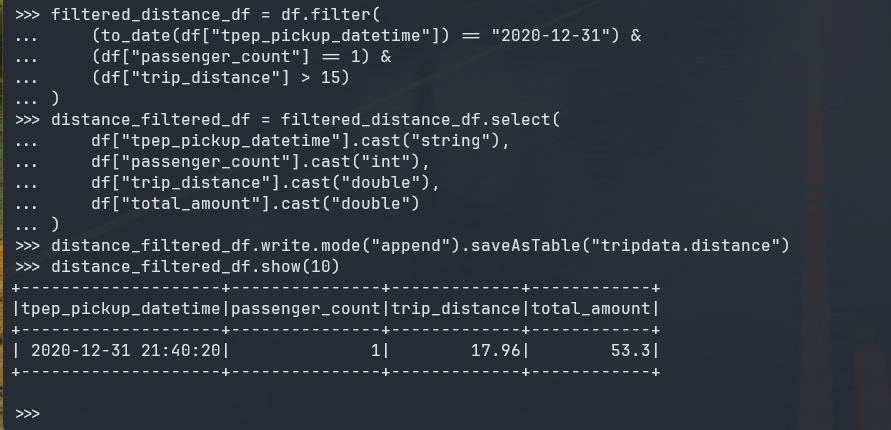 >>> filtered_distance_df = df.filter(
...     (to_date(df["tpep_pickup_datetime"]) == "2020-12-31") &
...     (df["passenger_count"] == 1) &
...     (df["trip_distance"] > 15)
... )
>>> distance_filtered_df = filtered_distance_df.select(
...     df["tpep_pickup_datetime"].cast("string"),
...     df["passenger_count"].cast("int"),
...     df["trip_distance"].cast("double"),
...     df["total_amount"].cast("double")
... )
>>> distance_filtered_df.write.mode("append").saveAsTable("tripdata.distance")
>>> distance_filtered_df.show(10)
+--------------------+---------------+-------------+------------+
|tpep_pickup_datetime|passenger_count|trip_distance|total_amount|
+--------------------+---------------+-------------+------------+
| 2020-12-31 21:40:20|              1|        17.96|        53.3|
+--------------------+---------------+-------------+------------+
>>>